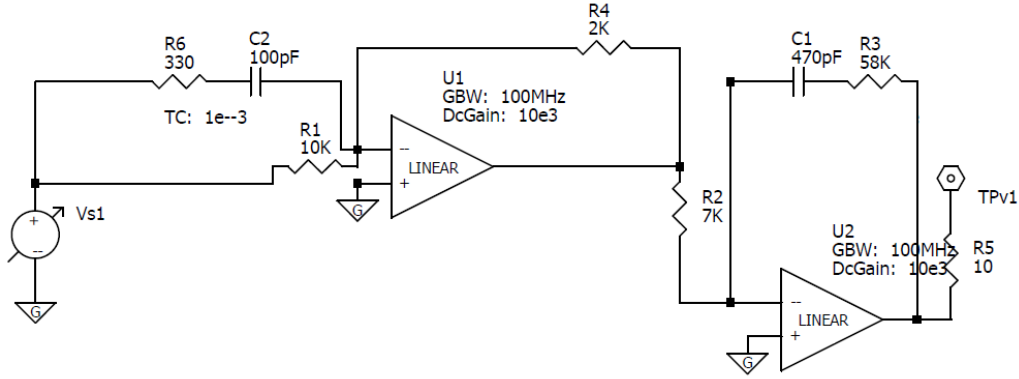 R6
330
TC: 1e--3
C2
100pF
R1
10K
R4
2K
U1
GBW: 100MHz
DcGain: 10e3
--
+
LINEAR
G
Vs1
+
--
G
R2
7K
C1
470pF
R3
58K
U2
GBW: 100MHz
DcGain: 10e3
--
+
LINEAR
G
R5
10
TPv1